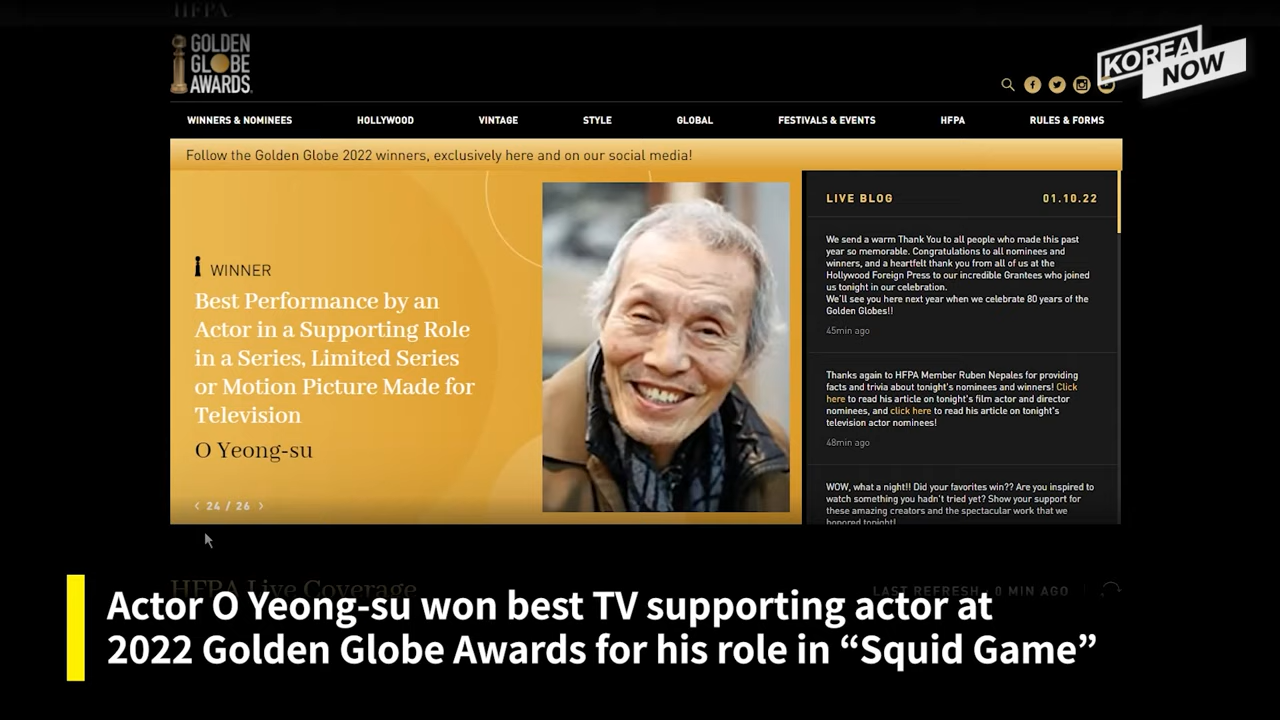 HFPA
GOLDEN
GLOBE
AWARDS
KOREA
NOW
WINNERS & NOMINEES
HOLLYWOOD
VINTAGE
STYLE
GLOBAL
FESTIVALS & EVENTS
HFPA
RULES & FORMS
Follow the Golden Globe 2022 winners, exclusively here and on our social media!
WINNER
Best Performance by an
Actor in a Supporting Role
in a Series, Limited Series
or Motion Picture Made for
Television
O Yeong-su
< 24 / 26 >
LIVE BLOG
01.10.22
We send a warm Thank You to all people who made this past
year so memorable. Congratulations to all nominees and
winners, and a heartfelt thank you from all of us at the
Hollywood Foreign Press to our incredible Grantees who joined
us tonight in our celebration.
We'll see you here next year when we celebrate 80 years of the
Golden Globes!!
45min ago
Thanks again to HFPA Member Ruben Nepales for providing
facts and trivia about tonight's nominees and winners! Click
here to read his article on tonight's film actor and director
nominees, and click here to read his article on tonight's
television actor nominees!
48min ago
WOW, what a night!! Did your favorites win?? Are you inspired to
watch something you hadn't tried yet? Show your support for
these amazing creators and the spectacular work that we
honored tonight!
HFPA Live Coverage
LAST REFRESH - 0 MIN AGO
Actor O Yeong-su won best TV supporting actor at
2022 Golden Globe Awards for his role in “Squid Game”